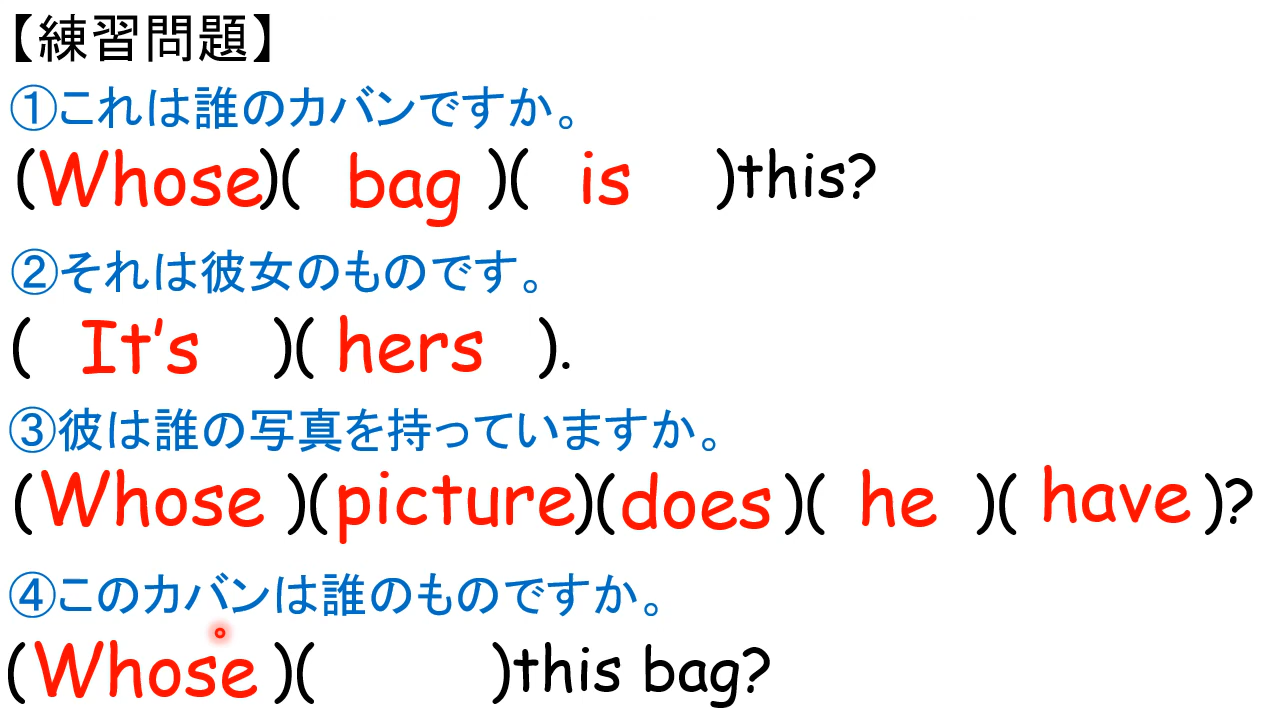 【練習問題】
①これは誰のカバンですか。
(Whose)( bag )( is )this?
②それは彼女のものです。
( It's )( hers ).
③彼は誰の写真を持っていますか。
(Whose )(picture)(does )( he )( have )?
④このカバンは誰のものですか。
(Whose )( )this bag?